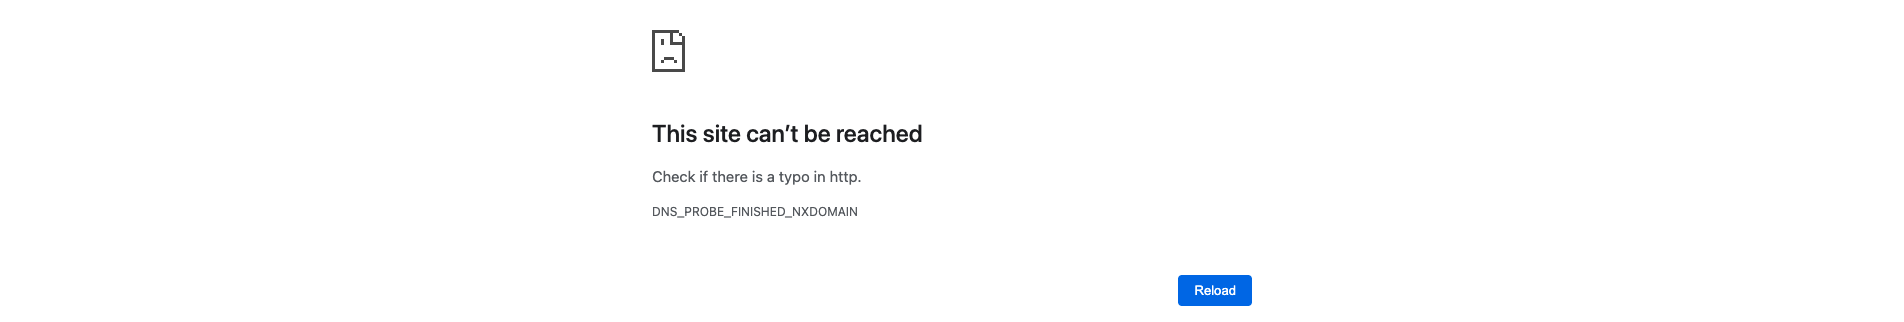 This site can’t be reached
Check if there is a typo in http.
DNS_PROBE_FINISHED_NXDOMAIN
Reload